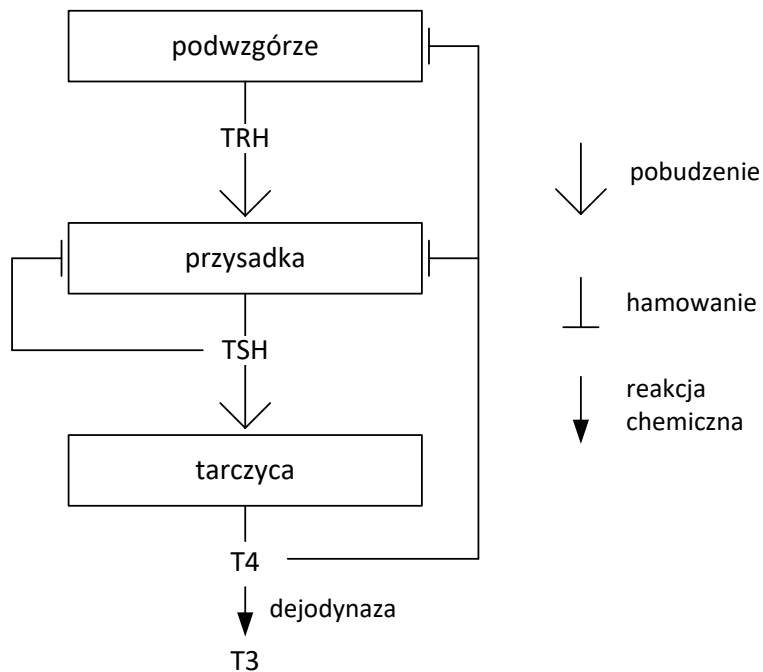 podwzgórze
TRH
przysadka
TSH
tarczyca
T4
dejodynaza
T3
pobudzenie
hamowanie
reakcja
chemiczna